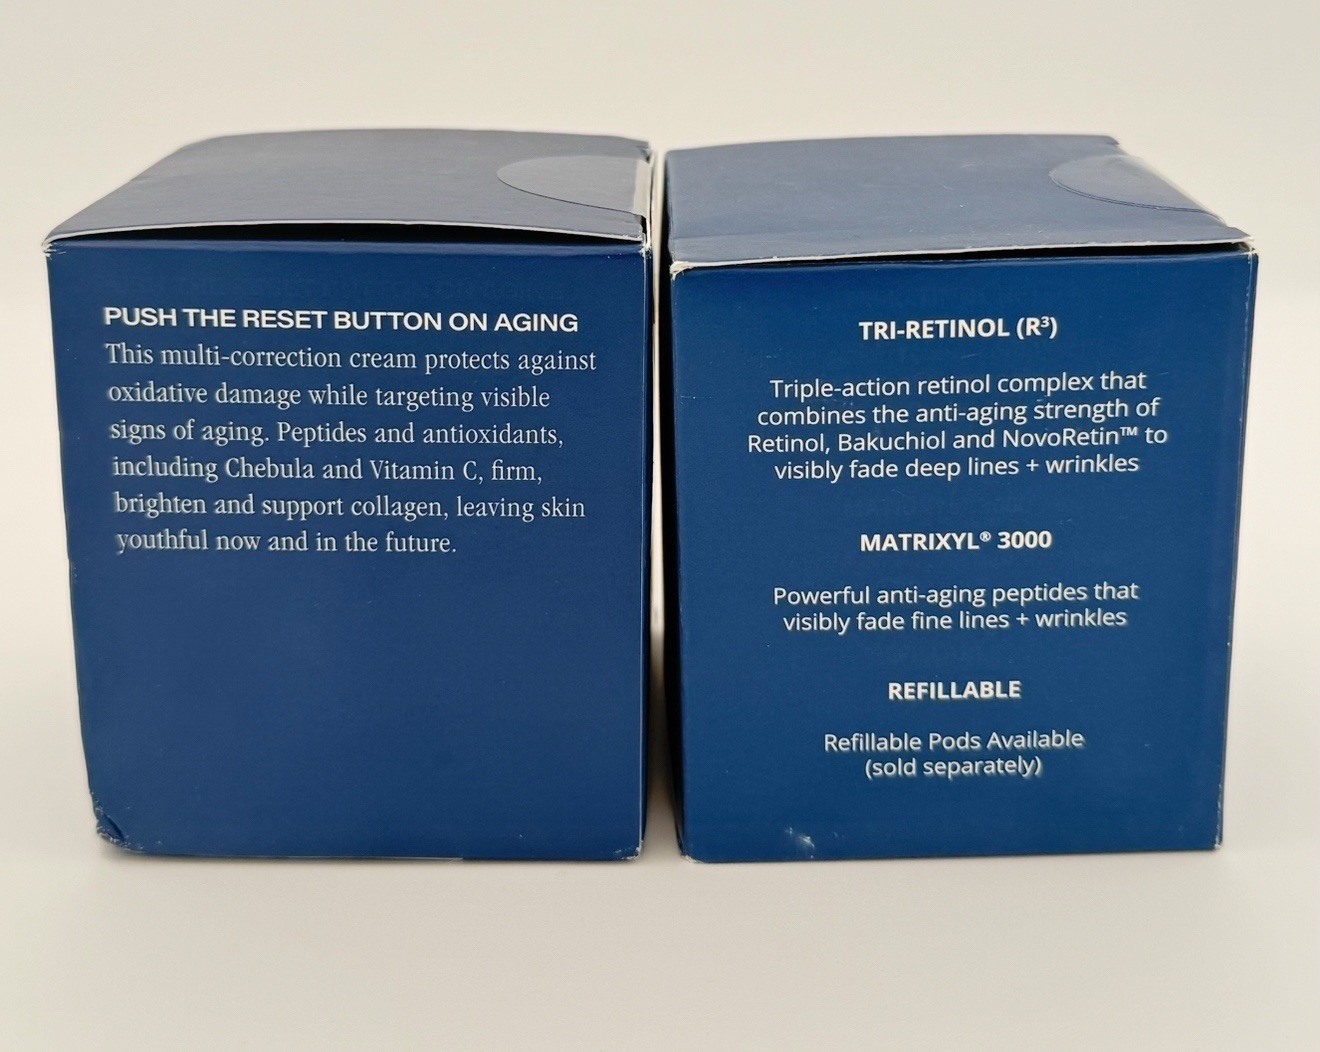 PUSH THE RESET BUTTON ON AGING
This multi-correction cream protects against
oxidative damage while targeting visible
signs of aging. Peptides and antioxidants,
including Chebula and Vitamin C, firm,
brighten and support collagen, leaving skin
youthful now and in the future.
TRI-RETINOL (R³)
Triple-action retinol complex that
combines the anti-aging strength of
Retinol, Bakuchiol and NovoRetin™ to
visibly fade deep lines + wrinkles
MATRIXYL® 3000
Powerful anti-aging peptides that
visibly fade fine lines + wrinkles
REFILLABLE
Refillable Pods Available
(sold separately)